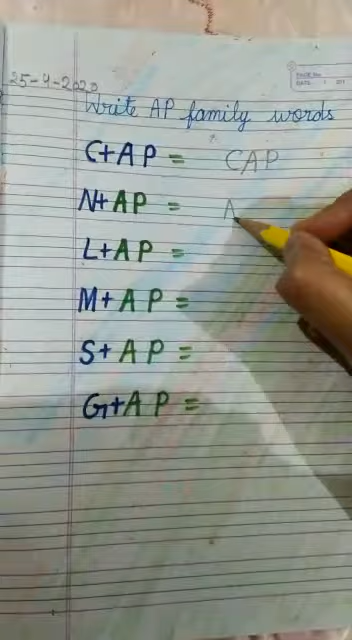 25-4-2020
Write AP family words
C+AP = CAP
N+AP =
L+AP =
M+AP =
S+AP =
G+AP =